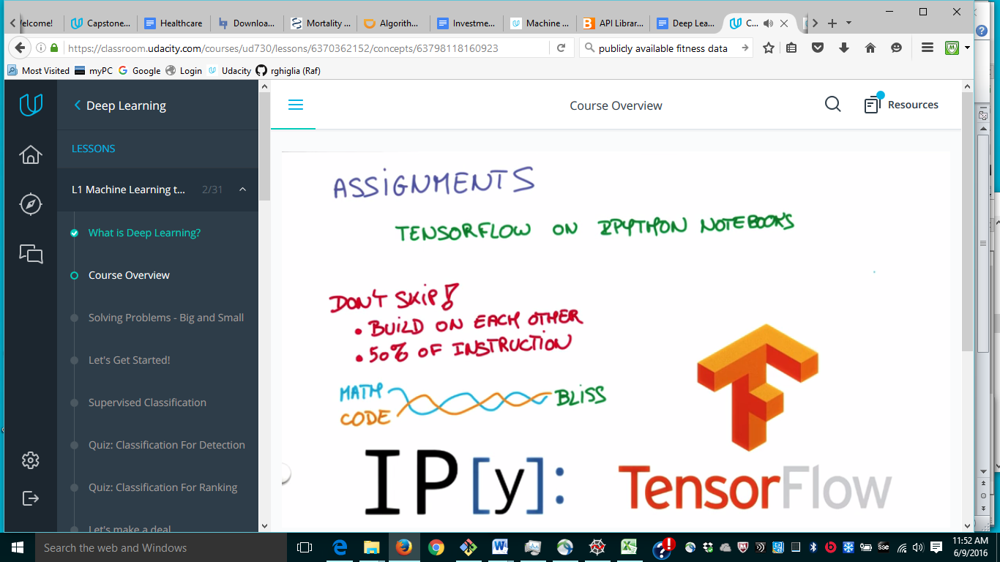 Velcome!
Capstone...
Healthcare
Downloa...
Mortality ...
Algorith...
Investme...
Machine ...
API Librar...
Deep Lea...
C...
https://classroom.udacity.com/courses/ud730/lessons/6370362152/concepts/63798118160923
publicly available fitness data
Most Visited
myPC
Google
Login
Udacity
rghiglia (Raf)
Deep Learning
Course Overview
Resources
LESSONS
L1 Machine Learning t...
2/31
What is Deep Learning?
Course Overview
Solving Problems - Big and Small
Let's Get Started!
Supervised Classification
Quiz: Classification For Detection
Quiz: Classification For Ranking
Let's make a deal
ASSIGNMENTS
TENSORFLOW ON IPYTHON NOTEBOOKS
DON'T SKIP!
• BUILD ON EACH OTHER
• 50% OF INSTRUCTION
MATH
CODE
BLISS
IP[y]:
TensorFlow
Search the web and Windows
11:52 AM
6/9/2016